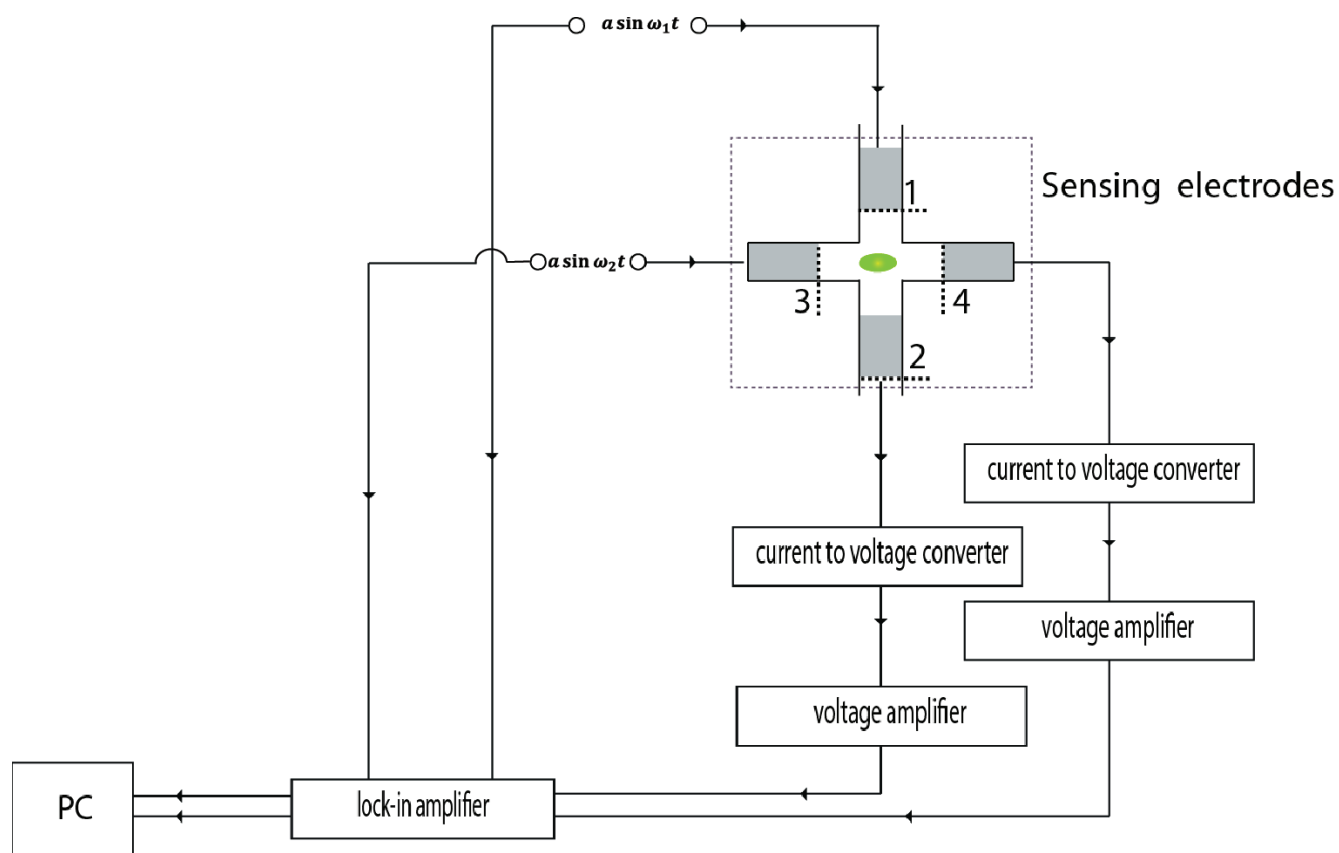 a sin ω₁t
a sin ω₂t
Sensing electrodes
1
3
4
2
current to voltage converter
current to voltage converter
voltage amplifier
voltage amplifier
PC
lock-in amplifier